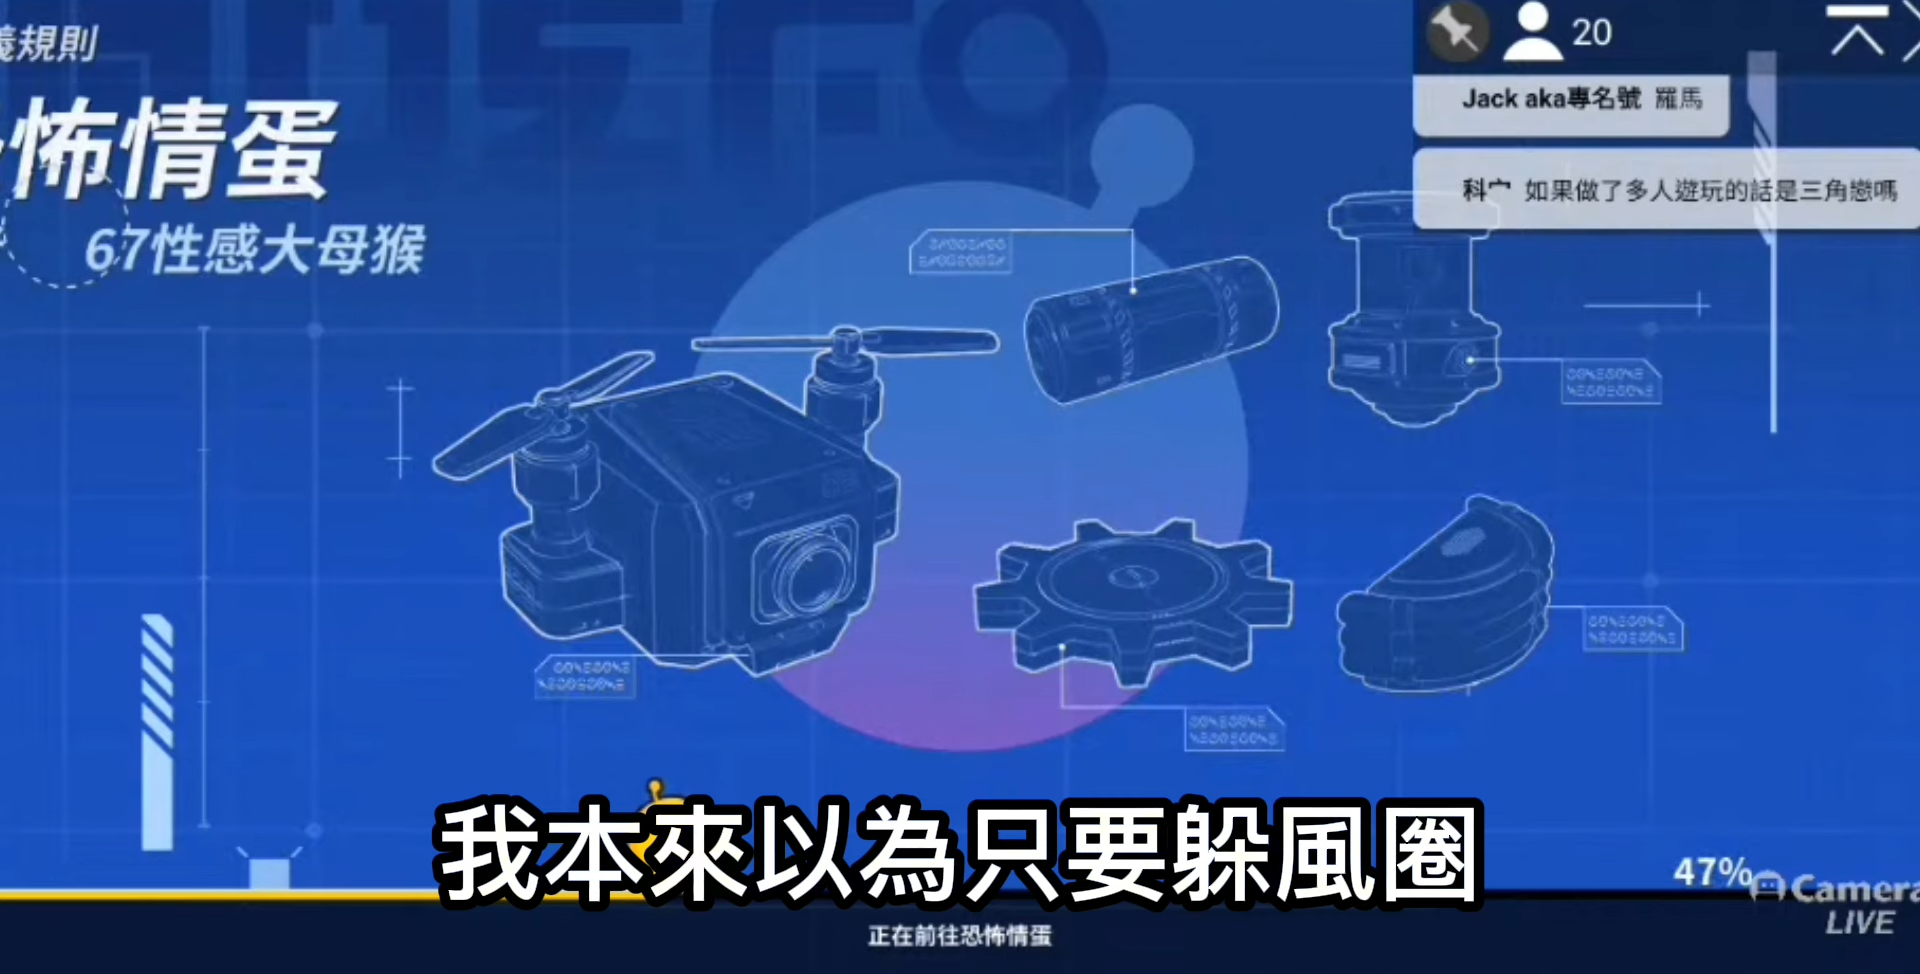 義規則
恐怖情蛋
67性感大母猴
20
Jack aka專名號 羅馬
如果做了多人遊玩的話是三角戀嗎
我本來以為只要躲風圈
47%
Camera
LIVE
正在前往恐怖情蛋